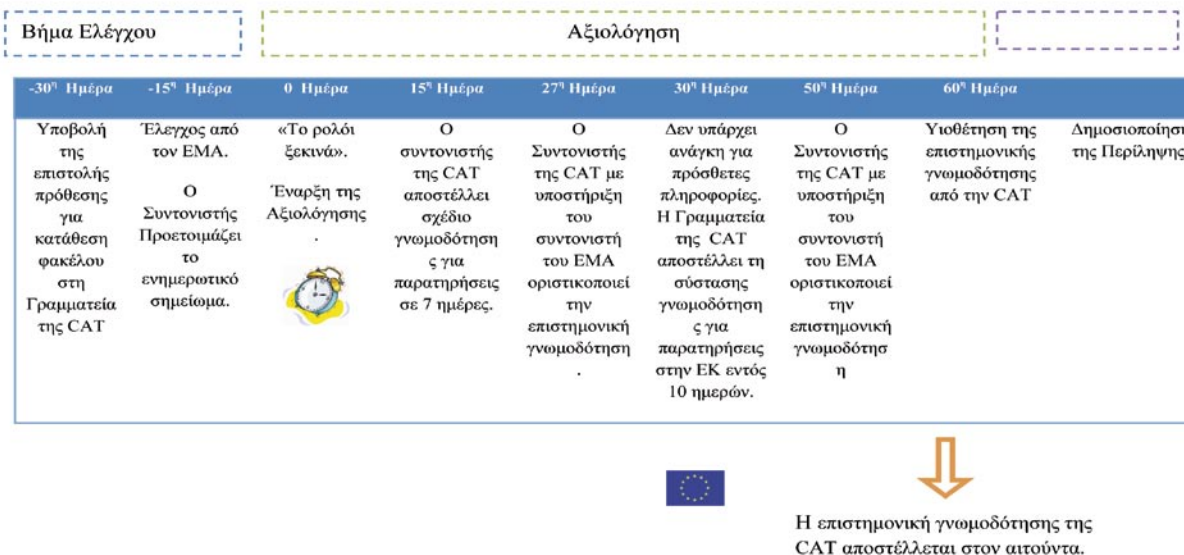 Βήμα Ελέγχου
Αξιολόγηση
-30η Ημέρα
-15η Ημέρα
0 Ημέρα
15η Ημέρα
27η Ημέρα
30η Ημέρα
50η Ημέρα
60η Ημέρα
Υποβολή
της
επιστολής
πρόθεσης
για
κατάθεση
φακέλου
στη
Γραμματεία
της CAT
Έλεγχος από
τον ΕΜΑ.
Ο
Συντονιστής
Προετοιμάζει
το
ενημερωτικό
σημείωμα.
«Το ρολόι
ξεκινά».
Έναρξη της
Αξιολόγησης
.
Ο
συντονιστής
της CAT
αποστέλλει
σχέδιο
γνωμοδότηση
ς για
παρατηρήσεις
σε 7 ημέρες.
Ο
Συντονιστής
της CAT με
υποστήριξη
του
συντονιστή
του ΕΜΑ
οριστικοποιεί
την
επιστημονική
γνωμοδότηση
.
Δεν υπάρχει
ανάγκη για
πρόσθετες
πληροφορίες.
Η Γραμματεία
της CAT
αποστέλλει τη
σύστασης
γνωμοδότηση
ς για
παρατηρήσεις
στην ΕΚ εντός
10 ημερών.
Ο
Συντονιστής
της CAT με
υποστήριξη
του
συντονιστή
του ΕΜΑ
οριστικοποιεί
την
επιστημονική
γνωμοδότησ
η
Υιοθέτηση της
επιστημονικής
γνωμοδότησης
από την CAT
Δημοσιοποίηση
της Περίληψης
Η επιστημονική γνωμοδότησης της
CAT αποστέλλεται στον αιτούντα.